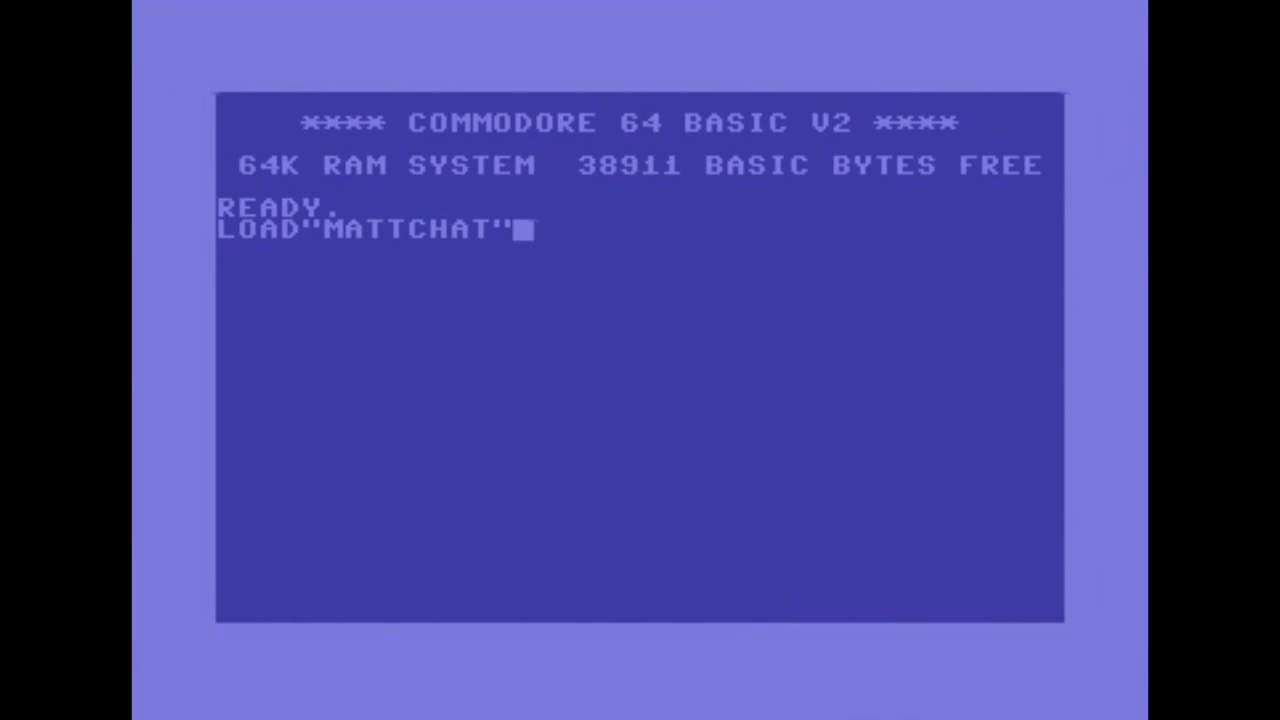 **** COMMODORE 64 BASIC V2 ****
64K RAM SYSTEM  38911 BASIC BYTES FREE
READY.
LOAD"MATTCHAT"